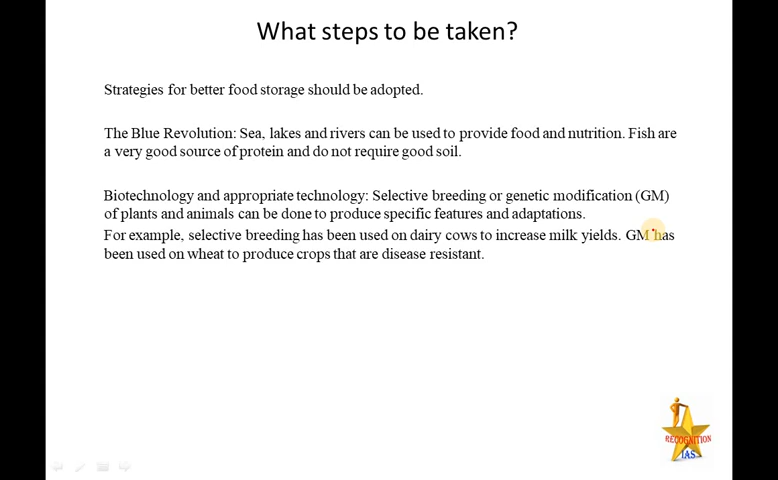 What steps to be taken?
Strategies for better food storage should be adopted.
The Blue Revolution: Sea, lakes and rivers can be used to provide food and nutrition. Fish are
a very good source of protein and do not require good soil.
Biotechnology and appropriate technology: Selective breeding or genetic modification (GM)
of plants and animals can be done to produce specific features and adaptations.
For example, selective breeding has been used on dairy cows to increase milk yields. GM has
been used on wheat to produce crops that are disease resistant.
RECOGNITION
IAS